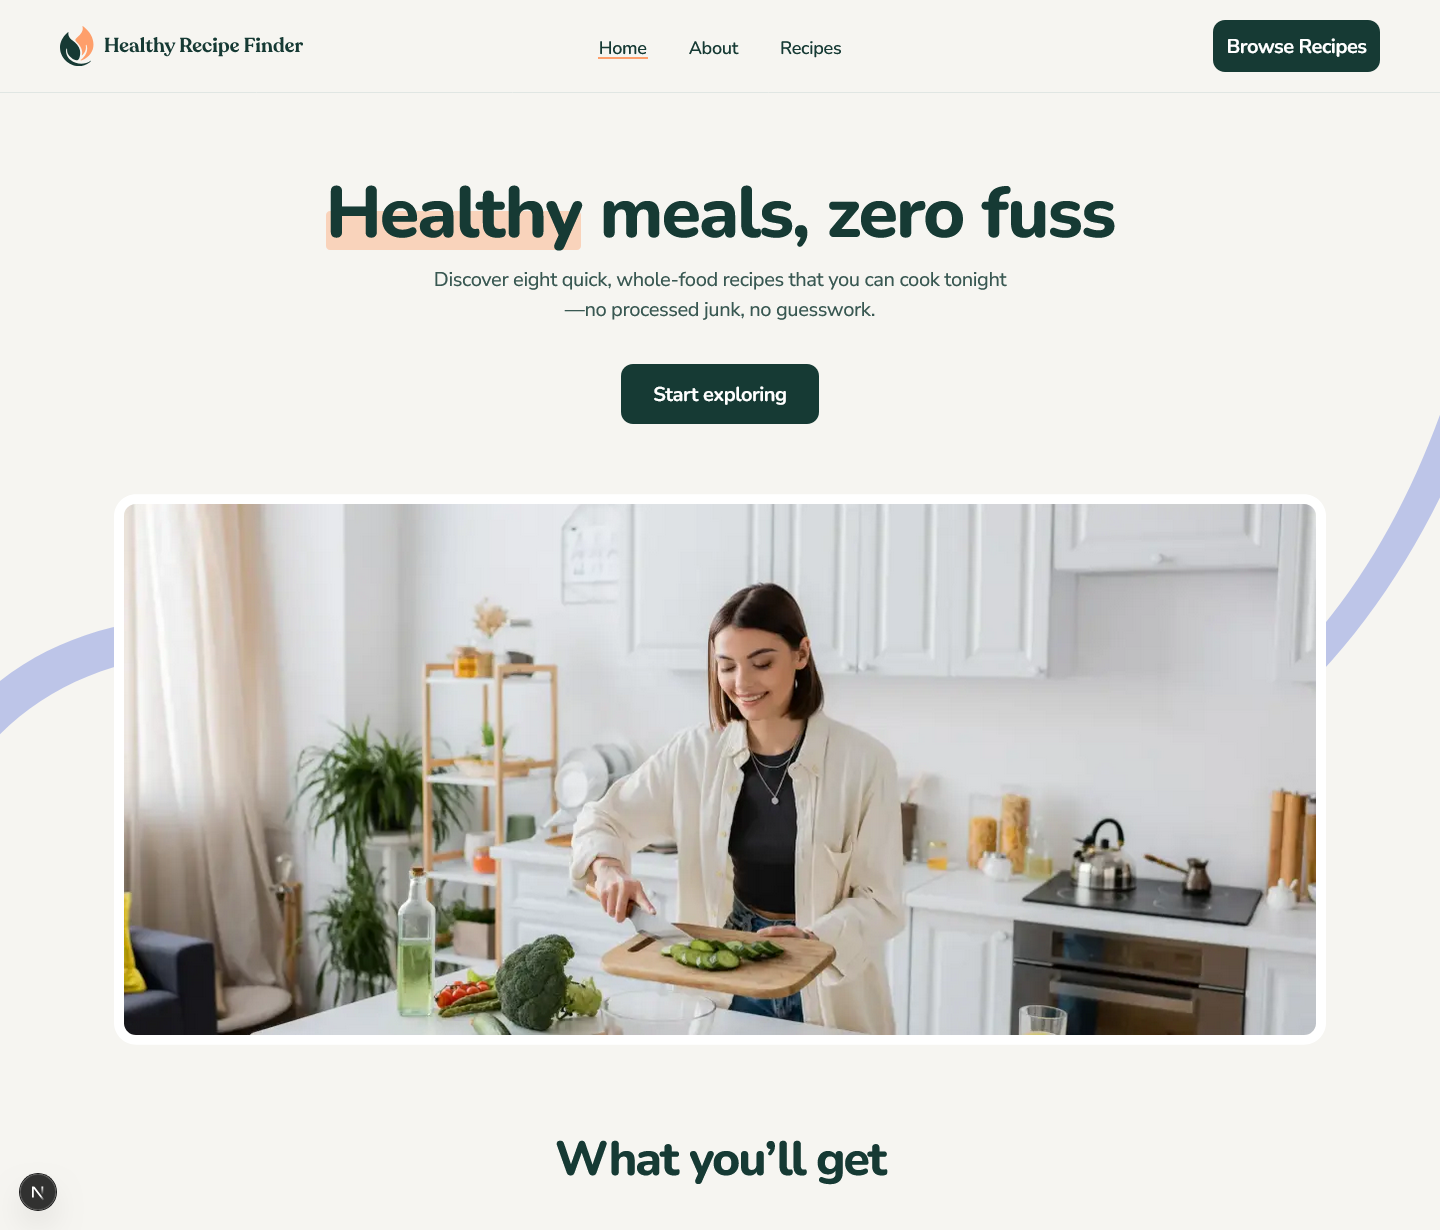 Healthy Recipe Finder
Home
About
Recipes
Browse Recipes
Healthy meals, zero fuss
Discover eight quick, whole-food recipes that you can cook tonight
—no processed junk, no guesswork.
Start exploring
What you’ll get
N